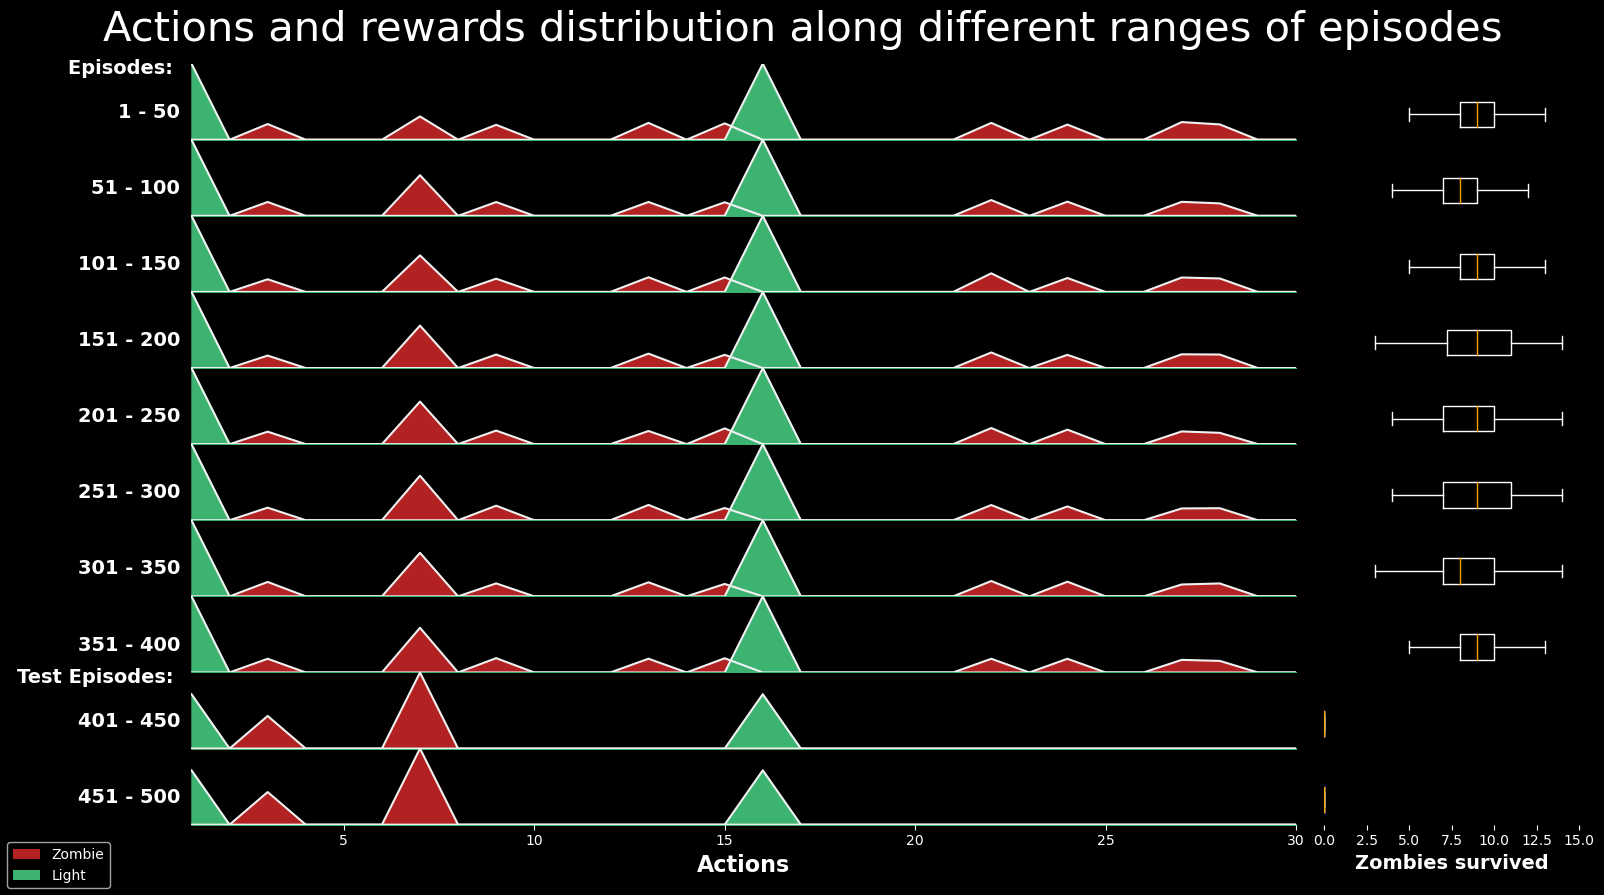 Actions and rewards distribution along different ranges of episodes
Episodes:
1 - 50
51 - 100
101 - 150
151 - 200
201 - 250
251 - 300
301 - 350
351 - 400
Test Episodes:
401 - 450
451 - 500
5 10 15 20 25 30 0.0 2.5 5.0 7.5 10.0 12.5 15.0
Actions Zombies survived
Zombie
Light